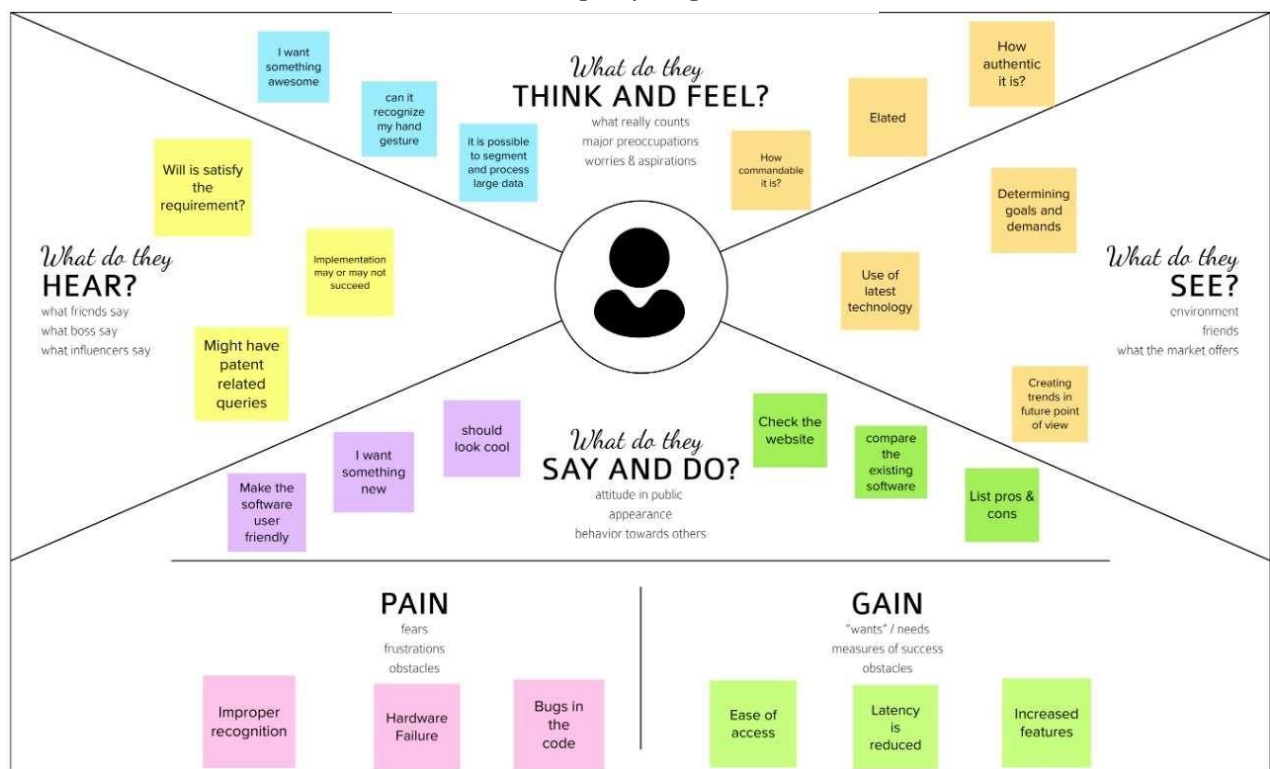 I want
something
awesome
can it
recognize
my hand
gesture
it is possible
to segment
and process
large data
What do they
THINK AND FEEL?
what really counts
major preoccupations
worries & aspirations
How
commandable
it is?
Elated
How
authentic
it is?
Will is satisfy
the
requirement?
Implementation
may or may not
succeed
Might have
patent
related
queries
What do they
HEAR?
what friends say
what boss say
what influencers say
Determining
goals and
demands
Use of
latest
technology
Creating
trends in
future point
of view
What do they
SEE?
environment
friends
what the market offers
Make the
software
user
friendly
I want
something
new
should
look cool
What do they
SAY AND DO?
attitude in public
appearance
behavior towards others
Check the
website
compare
the
existing
software
List pros &
cons
PAIN
fears
frustrations
obstacles
Improper
recognition
Hardware
Failure
Bugs in
the
code
GAIN
"wants" / needs
measures of success
obstacles
Ease of
access
Latency
is
reduced
Increased
features